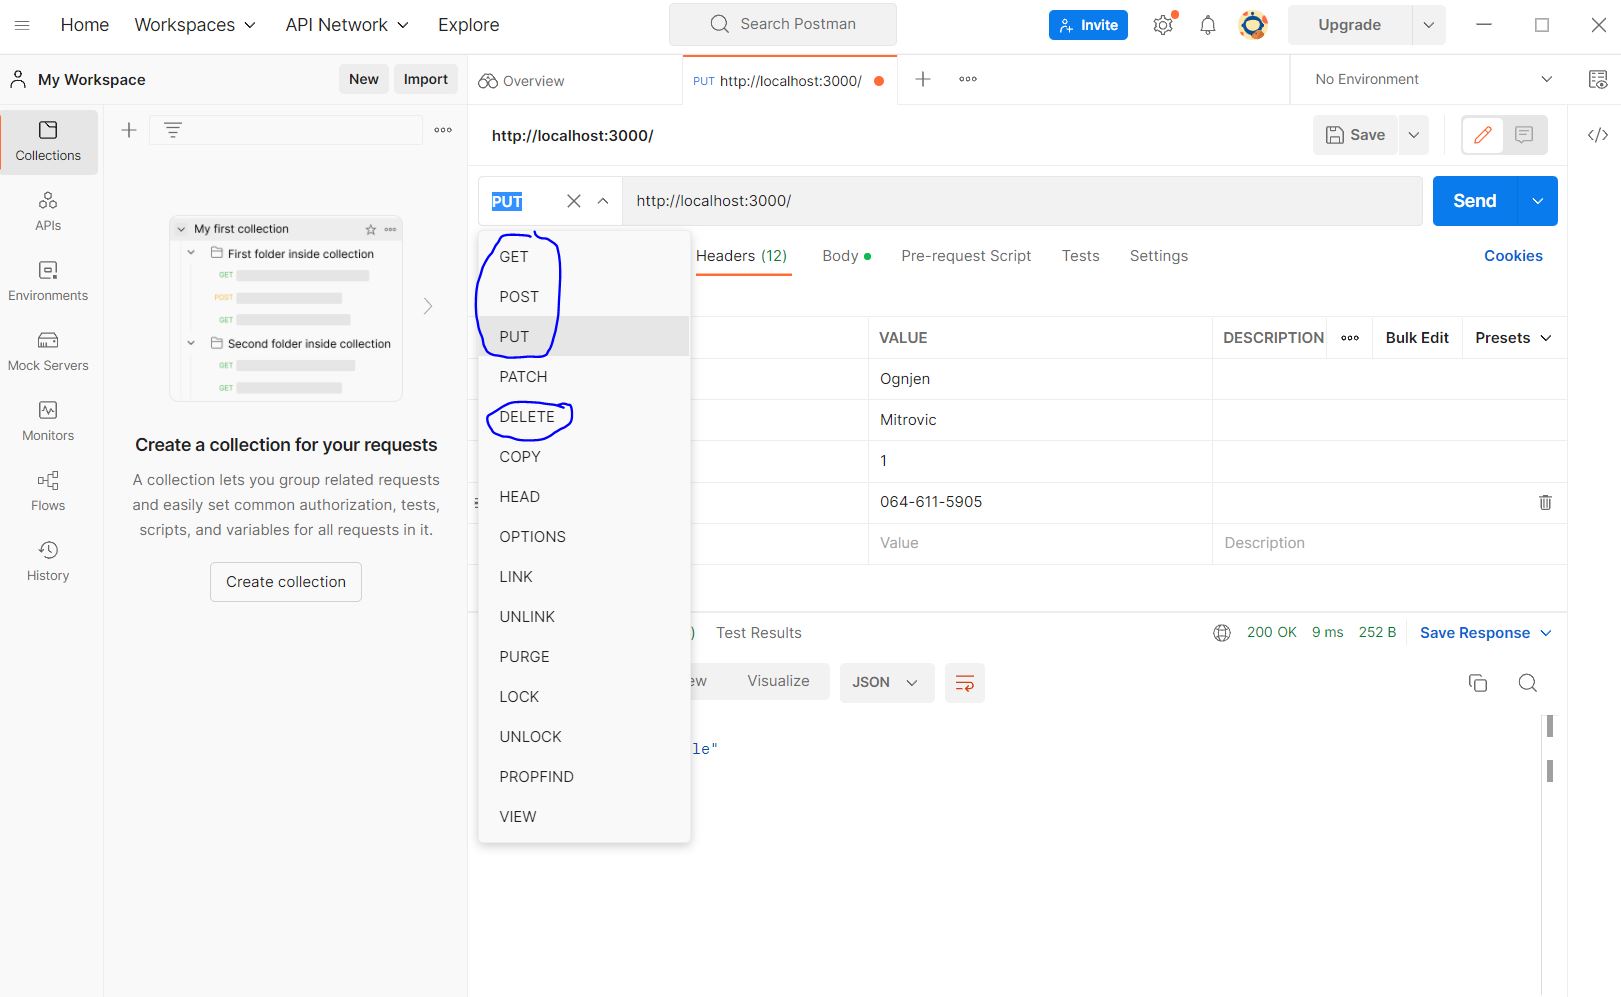 Home Workspaces API Network Explore Search Postman Invite Upgrade
My Workspace New Import Overview PUT http://localhost:3000/ No Environment
Collections
APIs
Environments
Mock Servers
Monitors
Flows
History
My first collection
First folder inside collection
GET
POST
GET
Second folder inside collection
GET
GET
Create a collection for your requests
A collection lets you group related requests
and easily set common authorization, tests,
scripts, and variables for all requests in it.
Create collection
http://localhost:3000/ Save
PUT http://localhost:3000/ Send
Headers (12) Body Pre-request Script Tests Settings Cookies
GET
POST
PUT
PATCH
DELETE
COPY
HEAD
OPTIONS
LINK
UNLINK
PURGE
LOCK
UNLOCK
PROPFIND
VIEW
VALUE DESCRIPTION Bulk Edit Presets
Ognjen
Mitrovic
1
064-611-5905
Value Description
) Test Results 200 OK 9 ms 252 B Save Response
ew Visualize JSON
le"